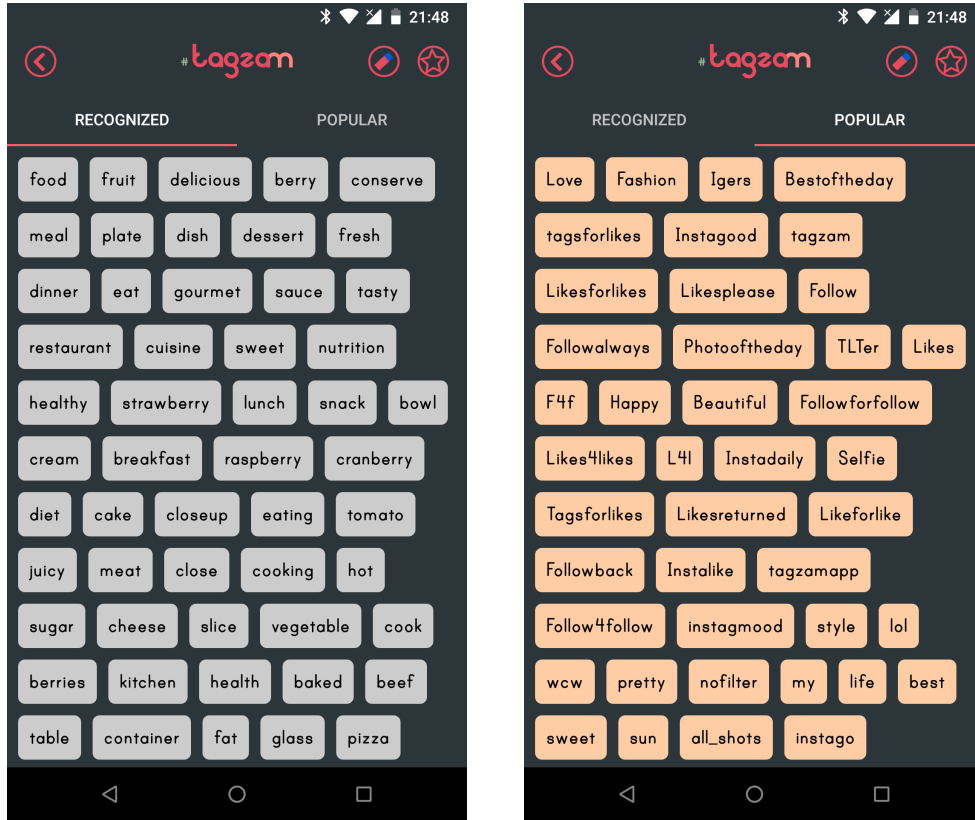 21:48
#tagzam
RECOGNIZED POPULAR
food fruit delicious berry conserve
meal plate dish dessert fresh
dinner eat gourmet sauce tasty
restaurant cuisine sweet nutrition
healthy strawberry lunch snack bowl
cream breakfast raspberry cranberry
diet cake closeup eating tomato
juicy meat close cooking hot
sugar cheese slice vegetable cook
berries kitchen health baked beef
table container fat glass pizza
21:48
#tagzam
RECOGNIZED POPULAR
Love Fashion Igers Bestoftheday
tagsforlikes Instagood tagzam
Likesforlikes Likesplease Follow
Followalways Photooftheday TLTer Likes
F4f Happy Beautiful Followforfollow
Likes4likes L4l Instadaily Selfie
Tagsforlikes Likesreturned Likeforlike
Followback Instalike tagzamapp
Follow4follow instagmood style lol
wcw pretty nofilter my life best
sweet sun all_shots instago